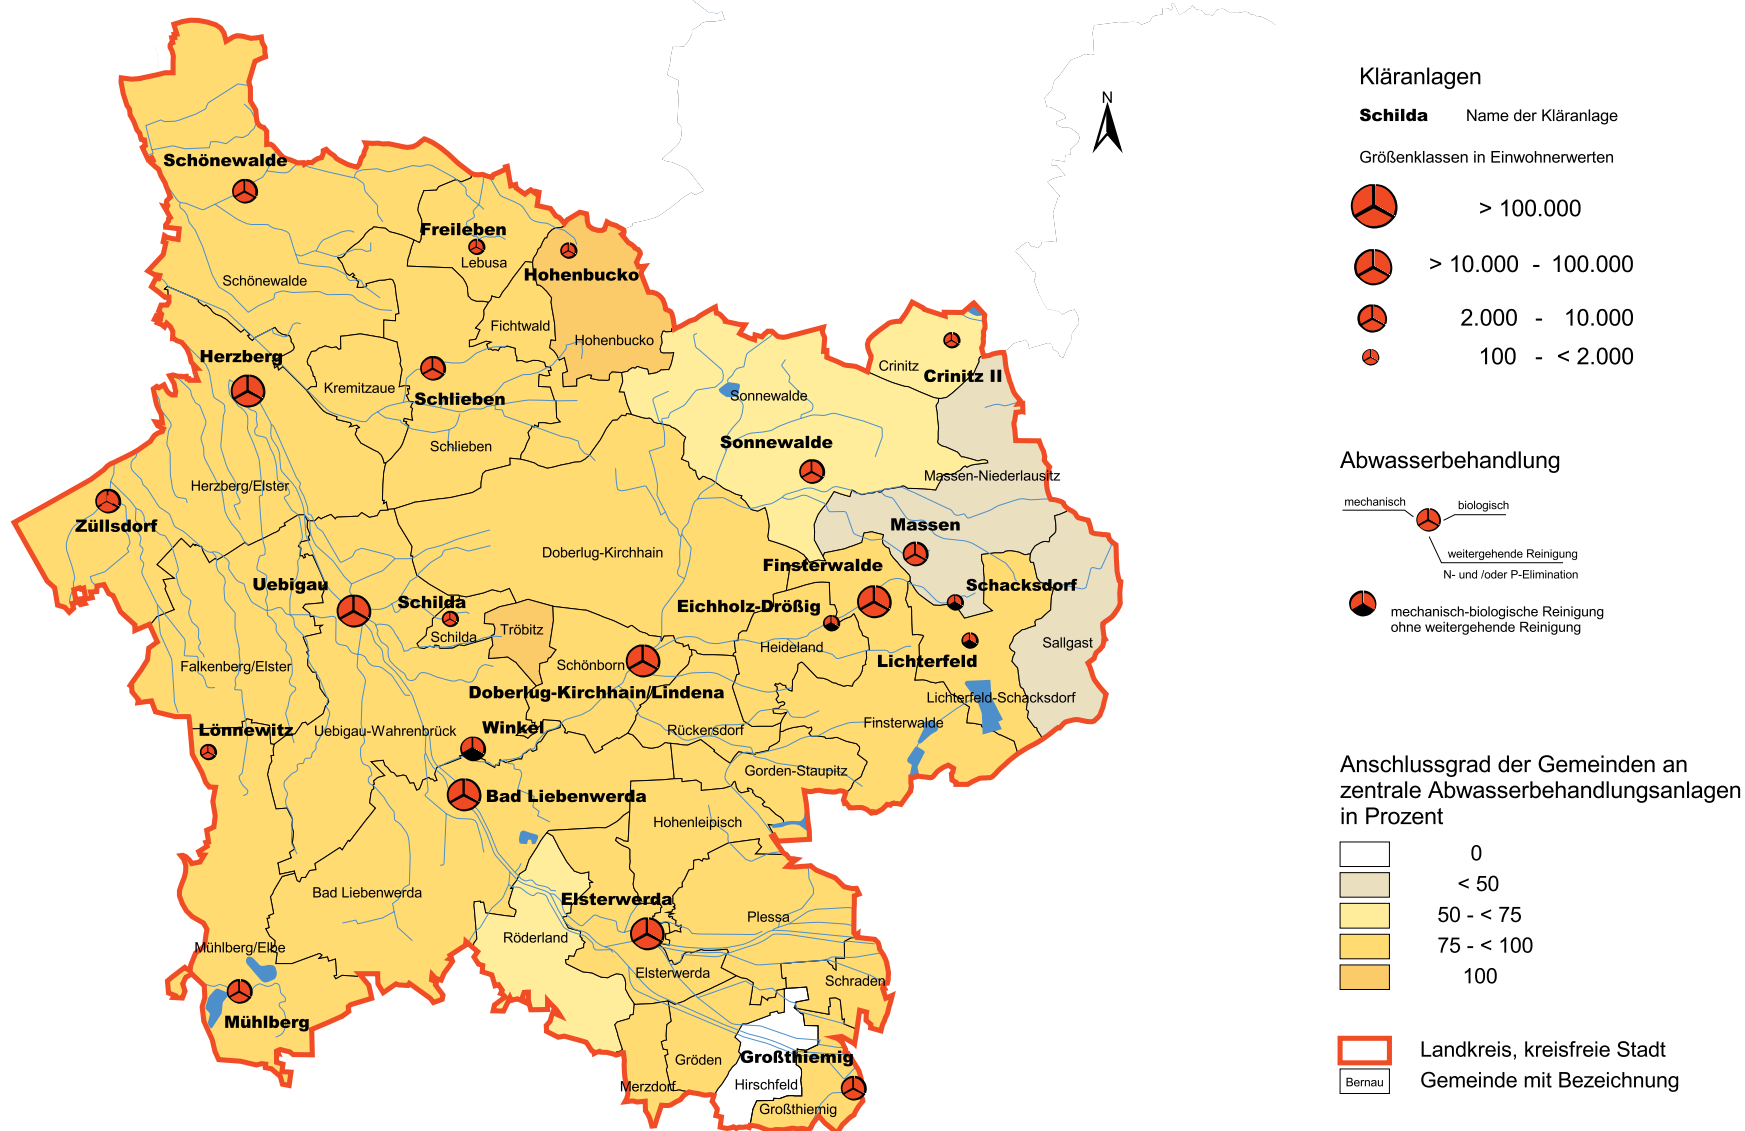 N
Schönewalde
Freileben
Lebusa
Hohenbucko
Schönewalde
Fichtwald
Hohenbucko
Herzberg
Kremitzaue
Schlieben
Schlieben
Crinitz
Crinitz II
Sonnewalde
Sonnewalde
Massen-Niederlausitz
Herzberg/Elster
Züllsdorf
Massen
Doberlug-Kirchhain
Finsterwalde
Uebigau
Schacksdorf
Schilda
Eichholz-Drößig
Schilda
Tröbitz
Heideland
Sallgast
Falkenberg/Elster
Schönborn
Lichterfeld
Doberlug-Kirchhain/Lindena
Lichterfeld-Schacksdorf
Lönnewitz
Uebigau-Wahrenbrück
Winkel
Rückersdorf
Finsterwalde
Gorden-Staupitz
Bad Liebenwerda
Hohenleipisch
Bad Liebenwerda
Elsterwerda
Plessa
Röderland
Mühlberg/Elbe
Elsterwerda
Schraden
Mühlberg
Gröden
Großthiemig
Merzdorf
Hirschfeld
Großthiemig
Kläranlagen
Schilda Name der Kläranlage
Größenklassen in Einwohnerwerten
> 100.000
> 10.000 - 100.000
2.000 - 10.000
100 - < 2.000
Abwasserbehandlung
mechanisch
biologisch
weitergehende Reinigung
N- und /oder P-Elimination
mechanisch-biologische Reinigung
ohne weitergehende Reinigung
Anschlussgrad der Gemeinden an
zentrale Abwasserbehandlungsanlagen
in Prozent
0
< 50
50 - < 75
75 - < 100
100
Landkreis, kreisfreie Stadt
Bernau Gemeinde mit Bezeichnung